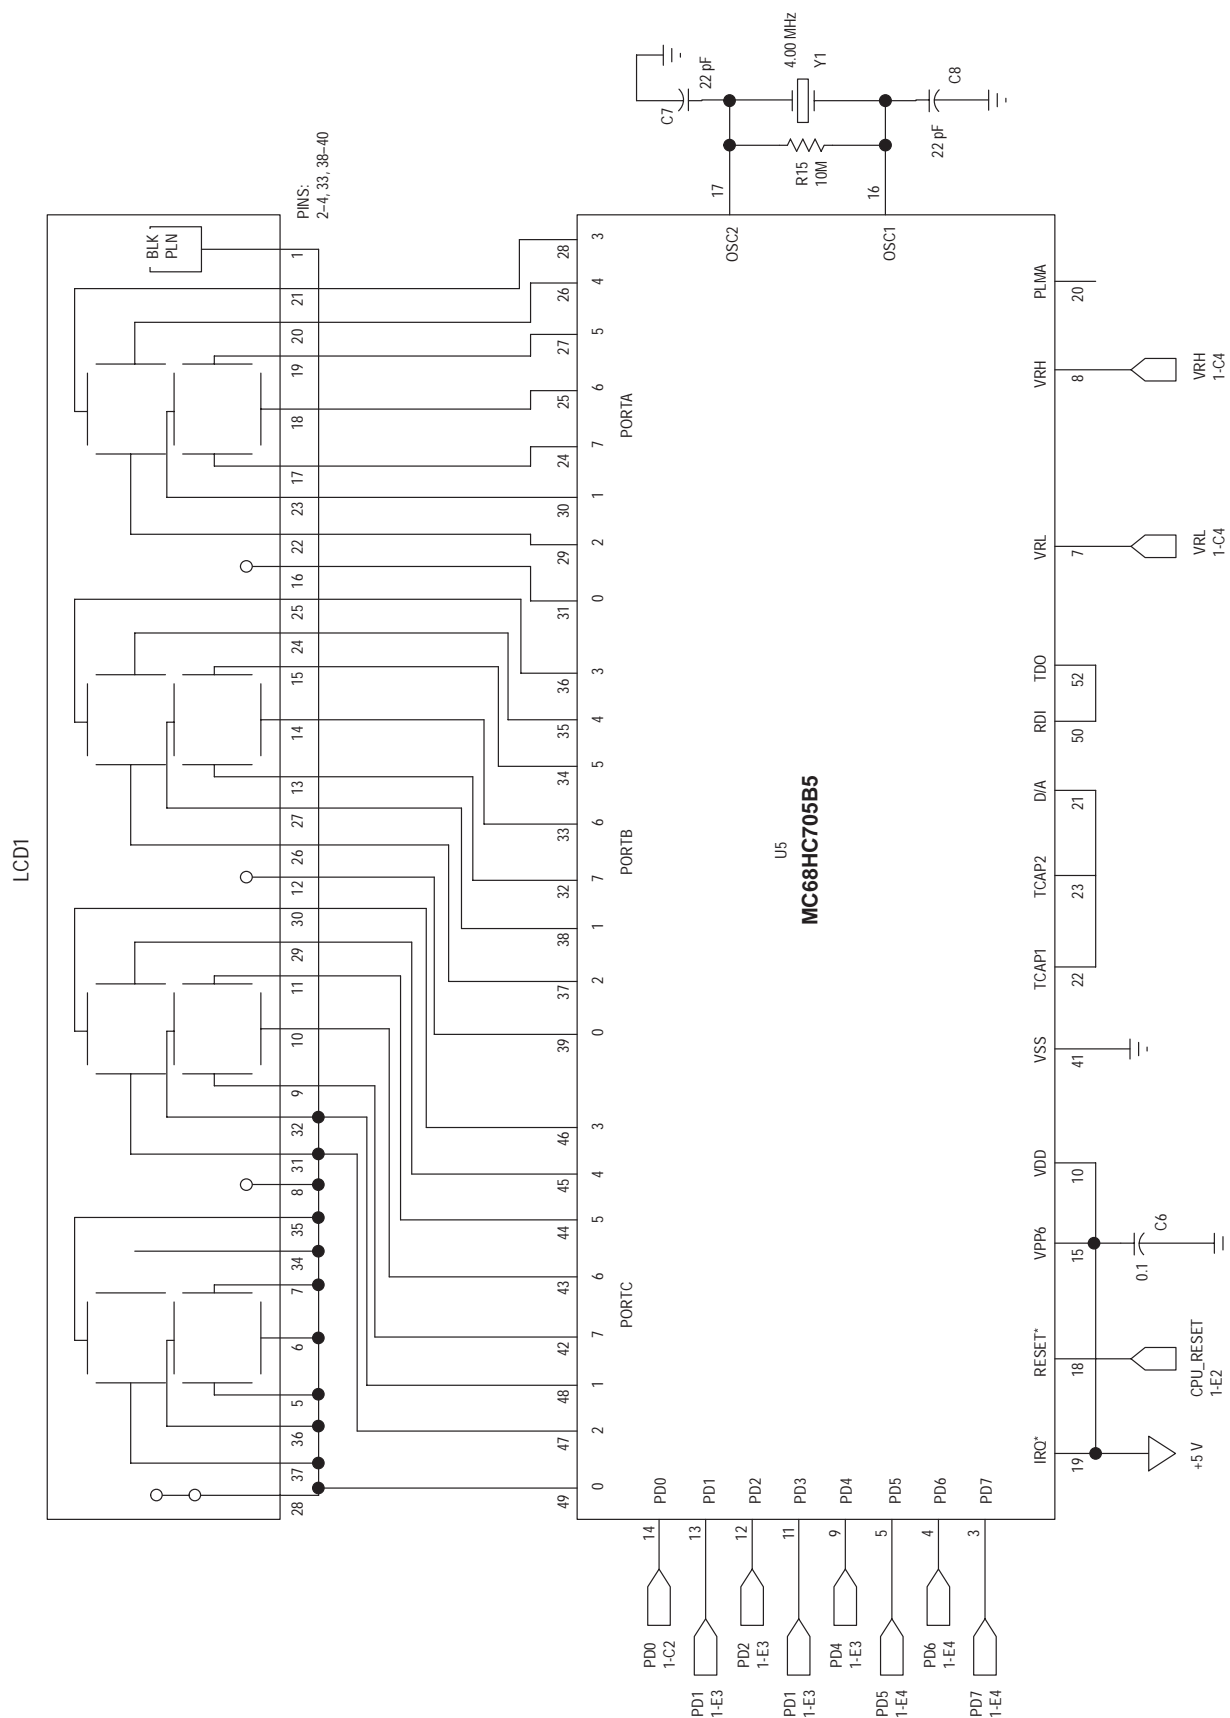 LCD1
BLK
PLN
PINS:
2–4, 33, 38–40
28
37
36
5
6
7
34
35
8
31
32
9
10
11
29
30
12
26
27
13
14
15
24
25
16
22
23
17
18
19
20
21
1
49
47
48
42
43
44
45
46
39
37
38
32
33
34
35
36
31
29
30
24
25
27
26
28
0
2
1
7
6
5
4
3
0
2
1
7
6
5
4
3
0
2
1
7
6
5
4
3
PORTC
PORTB
PORTA
PD0
1-C2
14
PD0
PD1
1-E3
13
PD1
PD2
1-E3
12
PD2
PD1
1-E3
11
PD3
PD4
1-E3
9
PD4
PD5
1-E4
5
PD5
PD6
1-E4
4
PD6
PD7
1-E4
3
PD7
U5
MC68HC705B5
OSC2
17
OSC1
16
C7
22 pF
4.00 MHz
Y1
R15
10M
22 pF
C8
IRQ*
RESET*
VPP6
VDD
VSS
TCAP1
TCAP2
D/A
RDI
TDO
VRL
VRH
PLMA
19
18
15
10
41
22
23
21
50
52
7
8
20
+5 V
CPU_RESET
1-E2
0.1
C6
VRL
1-C4
VRH
1-C4